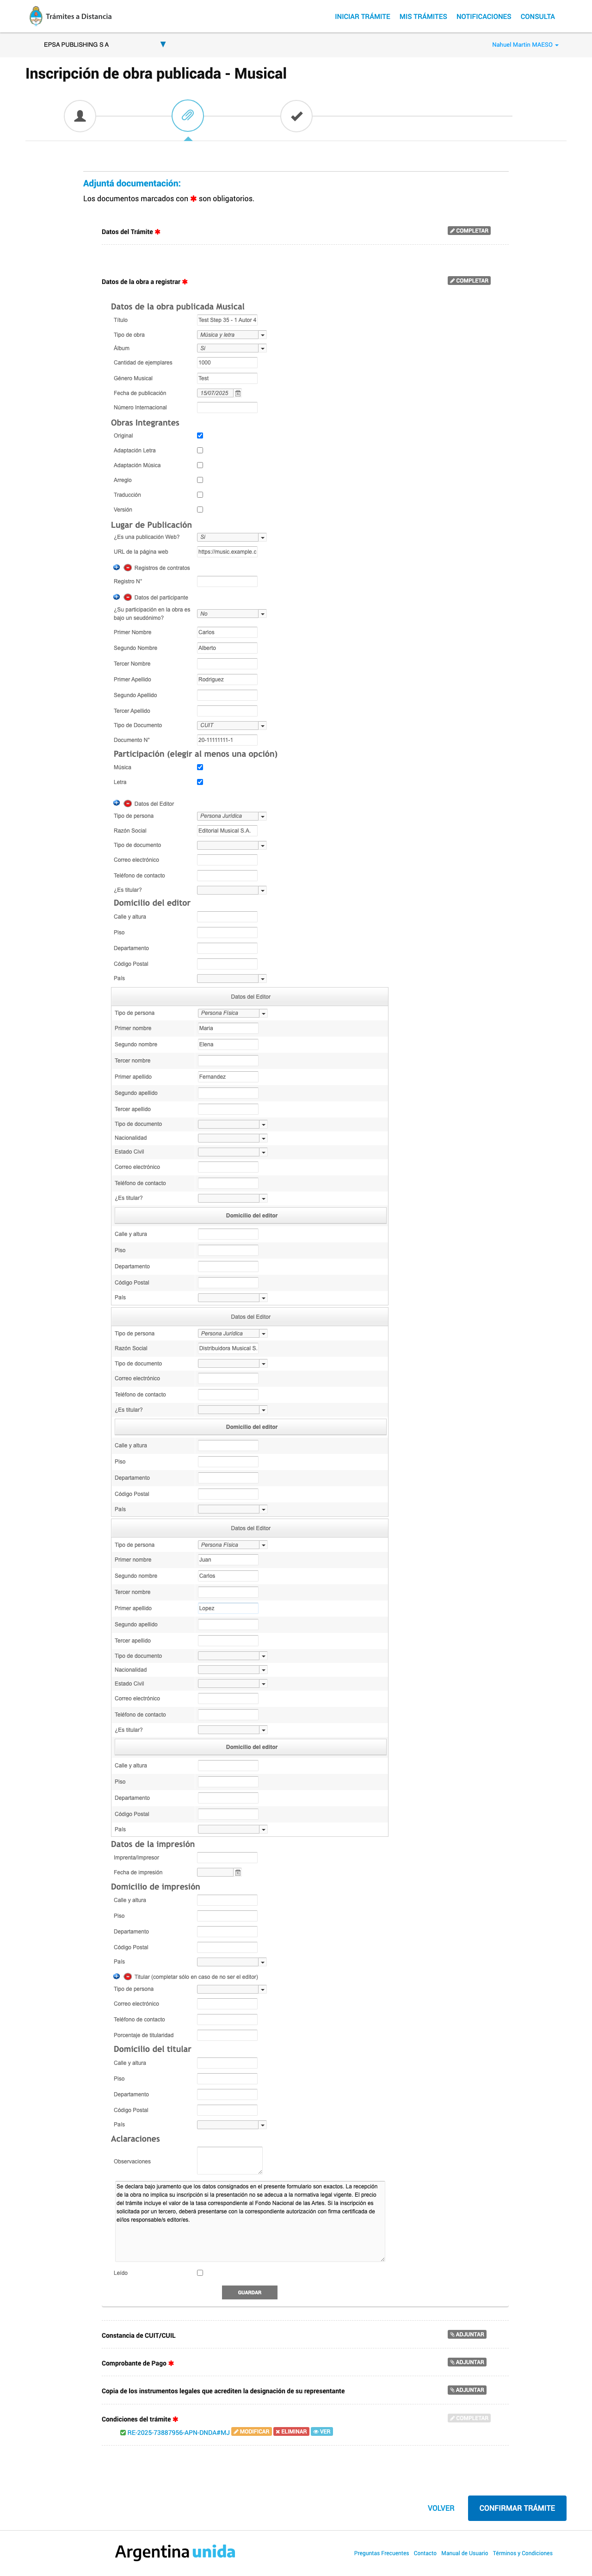 Trámites a Distancia
INICIAR TRÁMITE MIS TRÁMITES NOTIFICACIONES CONSULTA
EPSA PUBLISHING S A
Nahuel Martin MAESO
Inscripción de obra publicada - Musical
Adjuntá documentación:
Los documentos marcados con * son obligatorios.
Datos del Trámite *
COMPLETAR
Datos de la obra a registrar *
COMPLETAR
Datos de la obra publicada Musical
Título Test Step 35 - 1 Autor 4
Tipo de obra Música y letra
Álbum Si
Cantidad de ejemplares 1000
Género Musical Test
Fecha de publicación 15/07/2025
Número Internacional
Obras Integrantes
Original
Adaptación Letra
Adaptación Música
Arreglo
Traducción
Versión
Lugar de Publicación
¿Es una publicación Web? Si
URL de la página web https://music.example.c
Registros de contratos
Registro N°
Datos del participante
¿Su participación en la obra es
bajo un seudónimo? No
Primer Nombre Carlos
Segundo Nombre Alberto
Tercer Nombre
Primer Apellido Rodriguez
Segundo Apellido
Tercer Apellido
Tipo de Documento CUIT
Documento N° 20-11111111-1
Participación (elegir al menos una opción)
Música
Letra
Datos del Editor
Tipo de persona Persona Jurídica
Razón Social Editorial Musical S.A.
Tipo de documento
Correo electrónico
Teléfono de contacto
¿Es titular?
Domicilio del editor
Calle y altura
Piso
Departamento
Código Postal
País
Datos del Editor
Tipo de persona Persona Física
Primer nombre Maria
Segundo nombre Elena
Tercer nombre
Primer apellido Fernandez
Segundo apellido
Tercer apellido
Tipo de documento
Nacionalidad
Estado Civil
Correo electrónico
Teléfono de contacto
¿Es titular?
Domicilio del editor
Calle y altura
Piso
Departamento
Código Postal
País
Datos del Editor
Tipo de persona Persona Jurídica
Razón Social Distribuidora Musical S.
Tipo de documento
Correo electrónico
Teléfono de contacto
¿Es titular?
Domicilio del editor
Calle y altura
Piso
Departamento
Código Postal
País
Datos del Editor
Tipo de persona Persona Física
Primer nombre Juan
Segundo nombre Carlos
Tercer nombre
Primer apellido Lopez
Segundo apellido
Tercer apellido
Tipo de documento
Nacionalidad
Estado Civil
Correo electrónico
Teléfono de contacto
¿Es titular?
Domicilio del editor
Calle y altura
Piso
Departamento
Código Postal
País
Datos de la impresión
Imprenta/Impresor
Fecha de impresión
Domicilio de impresión
Calle y altura
Piso
Departamento
Código Postal
País
Titular (completar sólo en caso de no ser el editor)
Tipo de persona
Correo electrónico
Teléfono de contacto
Porcentaje de titularidad
Domicilio del titular
Calle y altura
Piso
Departamento
Código Postal
País
Aclaraciones
Observaciones
Se declara bajo juramento que los datos consignados en el presente formulario son exactos. La recepción
de la obra no implica su inscripción si la presentación no se adecua a la normativa legal vigente. El precio
del trámite incluye el valor de la tasa correspondiente al Fondo Nacional de las Artes. Si la inscripción es
solicitada por un tercero, deberá presentarse con la correspondiente autorización con firma certificada de
el/los responsable/s editor/es.
Leído
GUARDAR
Constancia de CUIT/CUIL
ADJUNTAR
Comprobante de Pago *
ADJUNTAR
Copia de los instrumentos legales que acrediten la designación de su representante
ADJUNTAR
Condiciones del trámite *
COMPLETAR
RE-2025-73887956-APN-DNDA#MJ MODIFICAR ELIMINAR VER
VOLVER CONFIRMAR TRÁMITE
Argentina unida
Preguntas Frecuentes Contacto Manual de Usuario Términos y Condiciones